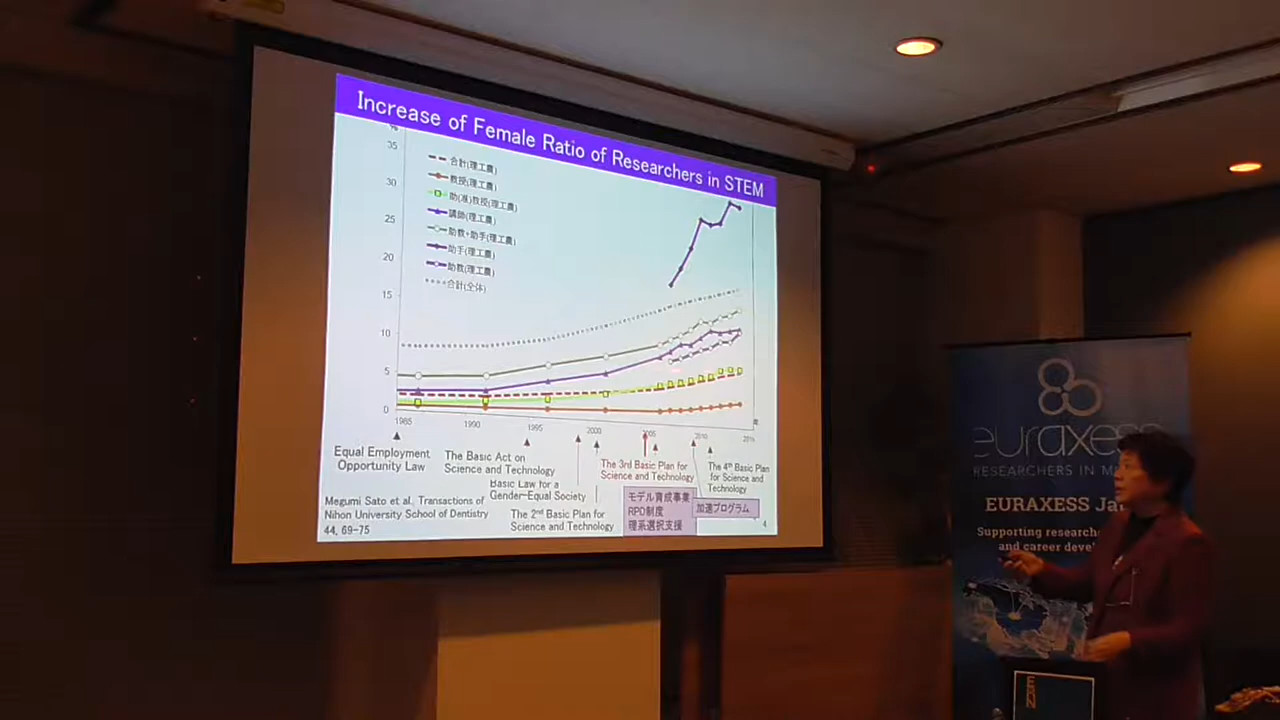 Increase of Female Ratio of Researchers in STEM
%
35
30
25
20
15
10
5
0
合計(理工農)
教授(理工農)
助(准)教授(理工農)
講師(理工農)
助教+助手(理工農)
助手(理工農)
助教(理工農)
合計(全体)
1985
1990
1995
2000
2005
2010
2015
年
Equal Employment
Opportunity Law
The Basic Act on
Science and Technology
Basic Law for a
Gender-Equal Society
The 2nd Basic Plan for
Science and Technology
The 3rd Basic Plan for
Science and Technology
The 4th Basic Plan
for Science and
Technology
モデル育成事業
RPD制度
理系選択支援
加速プログラム
Megumi Sato et al. Transactions of
Nihon University School of Dentistry
44, 69-75
4
euraxess
RESEARCHERS IN M
EURAXESS Ja
Supporting research
and career devel